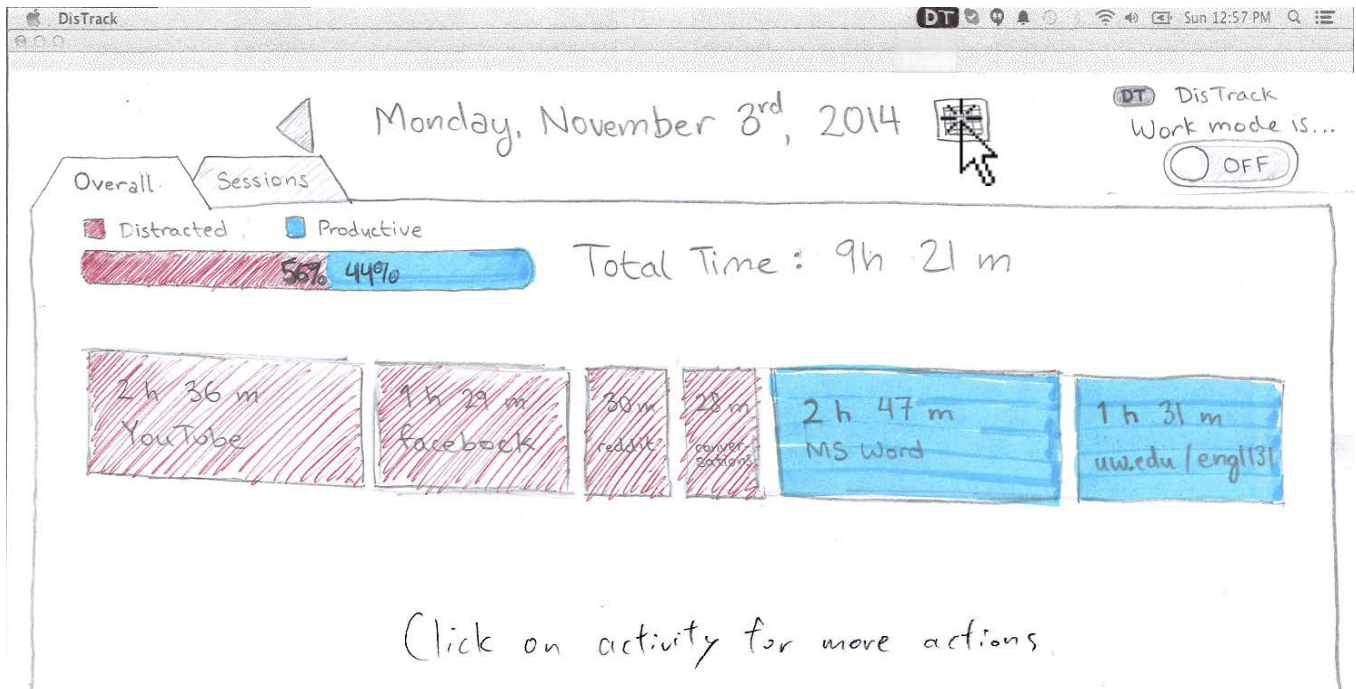 DisTrack
DT
Sun 12:57 PM
Monday, November 3rd, 2014
DT DisTrack
Work mode is...
OFF
Overall
Sessions
Distracted
Productive
56% 44%
Total Time: 9h 21 m
2 h 36 m
YouTube
1 h 29 m
facebook
30 m
reddit
28 m
conver-
sations
2 h 47 m
MS Word
1 h 31 m
uw.edu/engl131
Click on activity for more actions